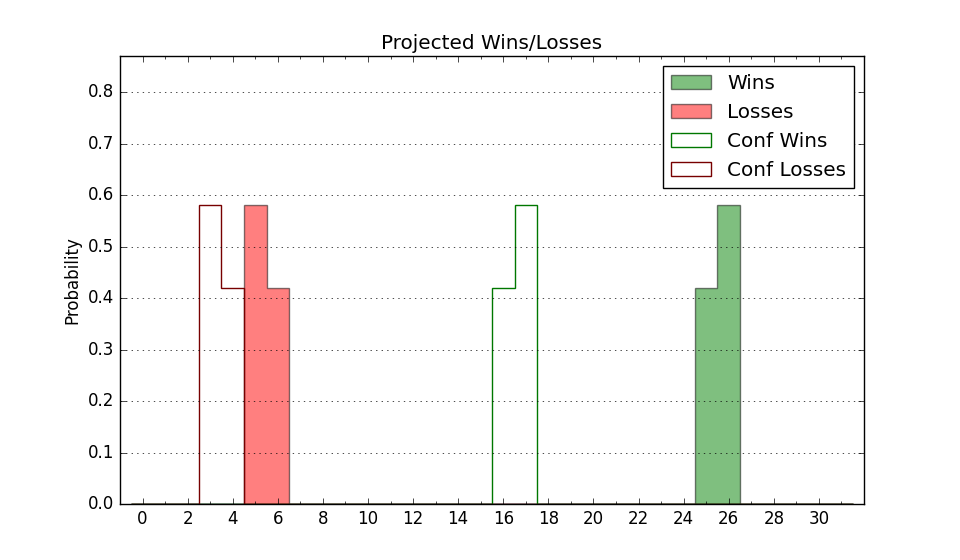 Projected Wins/Losses
Wins
Losses
Conf Wins
Conf Losses
Probability
0.8
0.7
0.6
0.5
0.4
0.3
0.2
0.1
0.0
0 2 4 6 8 10 12 14 16 18 20 22 24 26 28 30